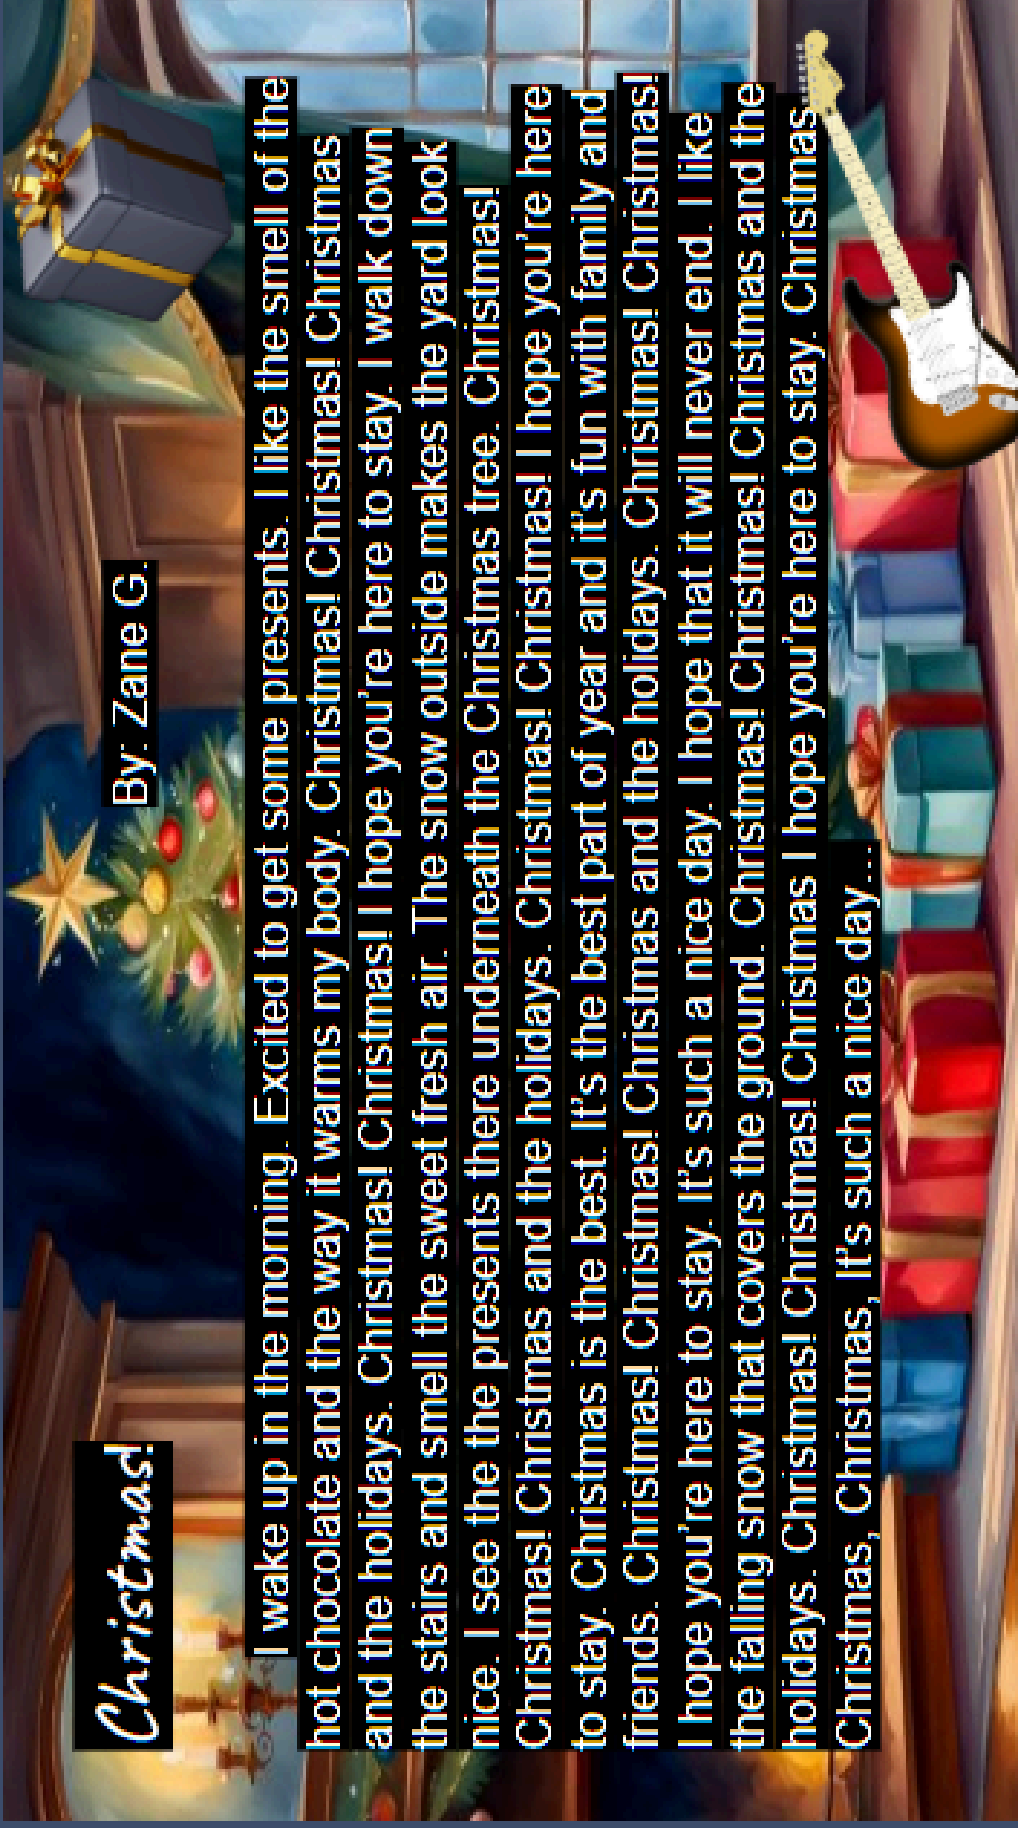 Christmas!
By: Zane G.
I wake up in the morning. Excited to get some presents. I like the smell of the
hot chocolate and the way it warms my body. Christmas! Christmas! Christmas
and the holidays. Christmas! Christmas! Christmas! I hope you're here to stay. I walk down
the stairs and smell the sweet fresh air. The snow outside makes the yard look
nice. I see the the presents there underneath the Christmas tree. Christmas!
Christmas! Christmas and the holidays. Christmas! Christmas! Christmas! I hope you're here
to stay. Christmas is the best. It's the best part of year and it's fun with family and
friends. Christmas! Christmas! Christmas! Christmas and the holidays. Christmas! Christmas! Christmas!
I hope you're here to stay. It's such a nice day. I hope that it will never end. I like
the falling snow that covers the ground. Christmas! Christmas! Christmas! Christmas and the
holidays. Christmas! Christmas! Christmas! Christmas I hope you're here to stay. Christmas,
Christmas, Christmas, It's such a nice day...